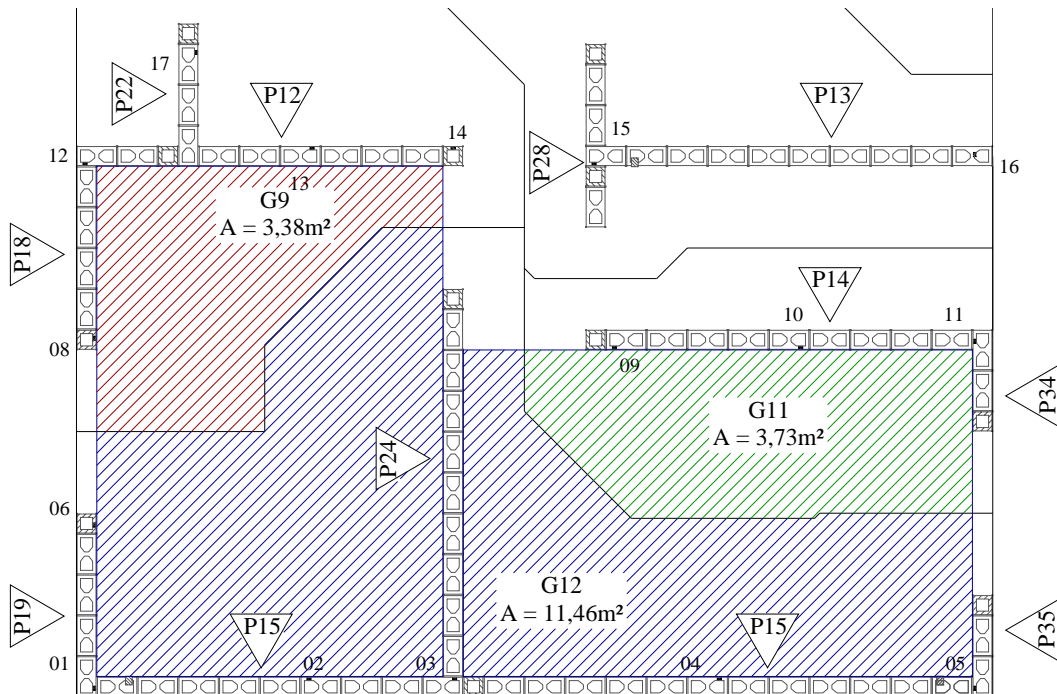 17
P22
P12
P13
14
15
12
P28
16
13
G9
A = 3,38m²
P18
P14
10
11
08
09
P34
G11
A = 3,73m²
P24
06
G12
A = 11,46m²
P19
P15
P15
P35
01
02
03
04
05